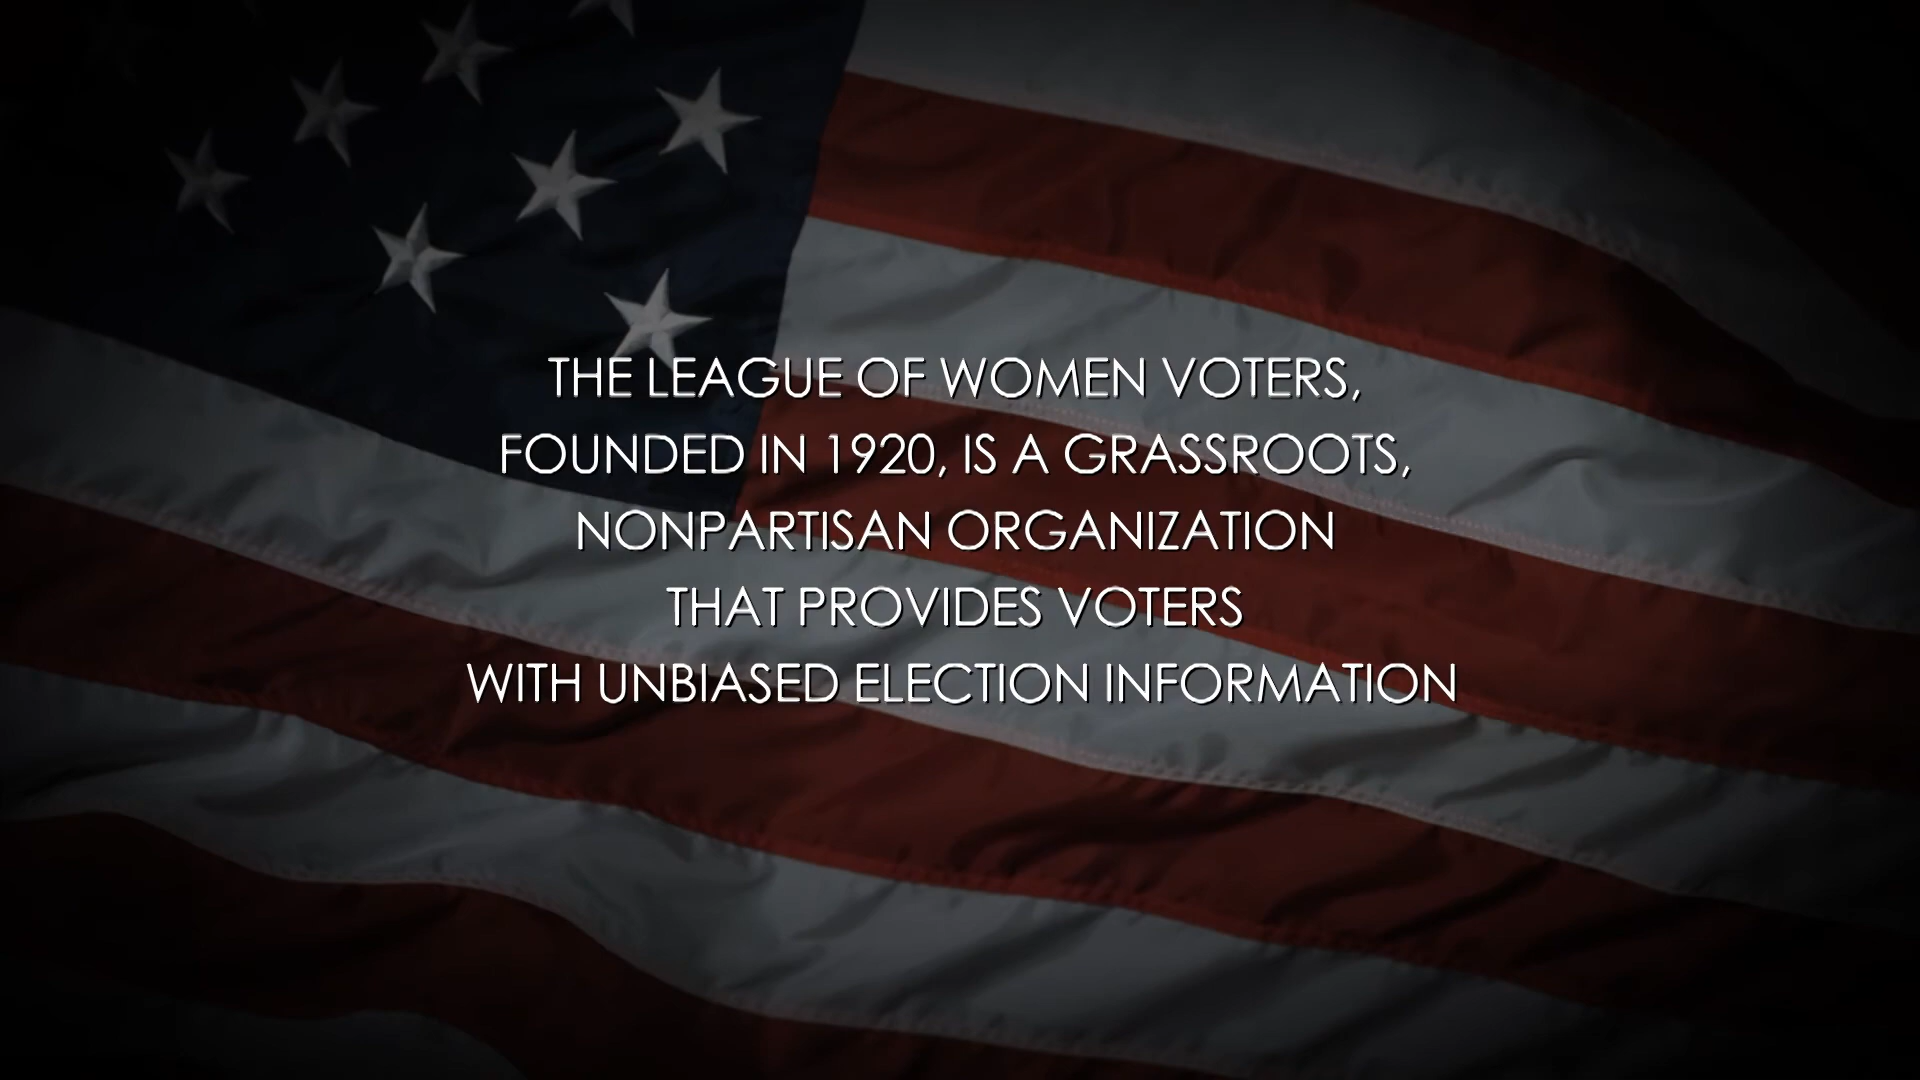 THE LEAGUE OF WOMEN VOTERS,
FOUNDED IN 1920, IS A GRASSROOTS,
NONPARTISAN ORGANIZATION
THAT PROVIDES VOTERS
WITH UNBIASED ELECTION INFORMATION